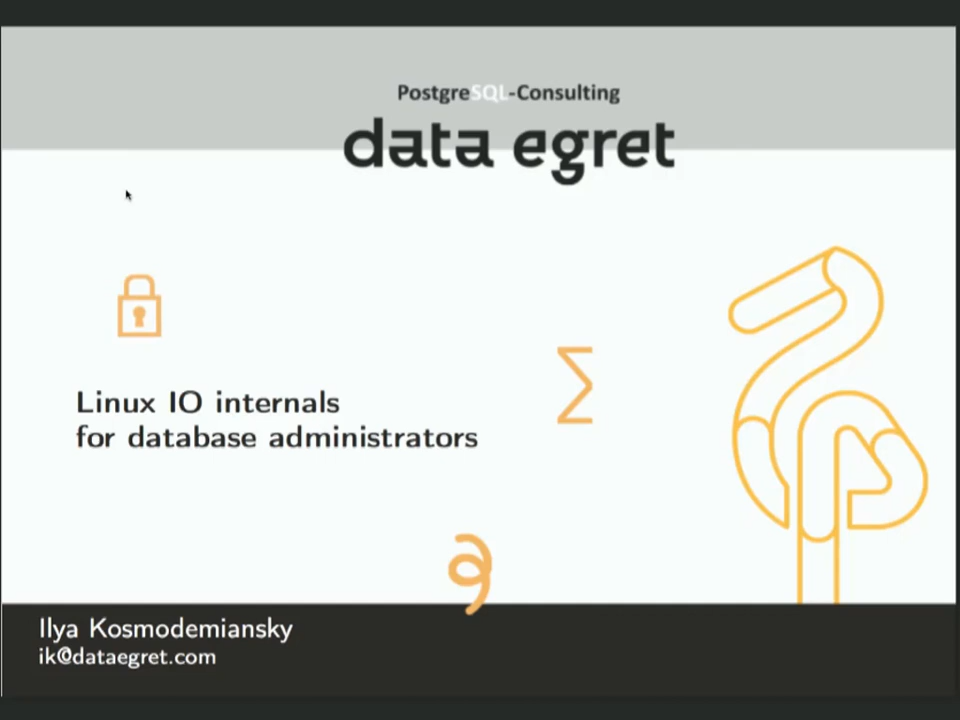 PostgreSQL-Consulting
data egret
Σ
Linux IO internals
for database administrators
Ilya Kosmodemiansky
ik@dataegret.com